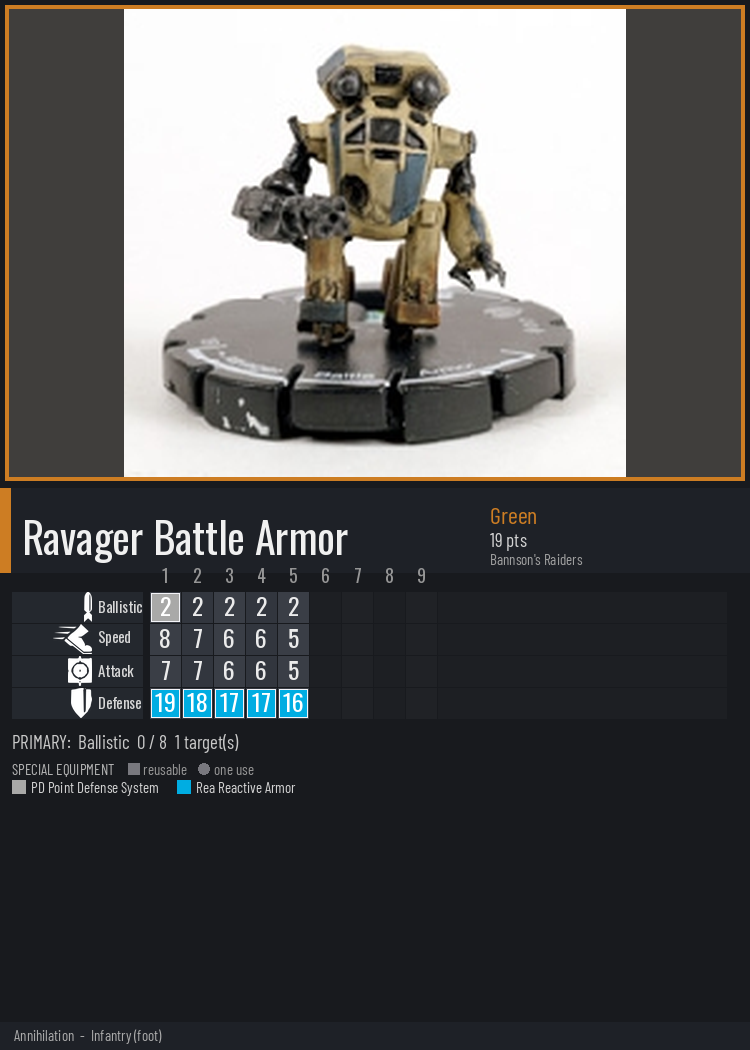 Ravager Battle Armor
Green
19 pts
Bannson's Raiders
1 2 3 4 5 6 7 8 9
Ballistic 2 2 2 2 2
Speed 8 7 6 6 5
Attack 7 7 6 6 5
Defense 19 18 17 17 16
PRIMARY: Ballistic 0 / 8 1 target(s)
SPECIAL EQUIPMENT reusable one use
PD Point Defense System Rea Reactive Armor
Annihilation - Infantry (foot)